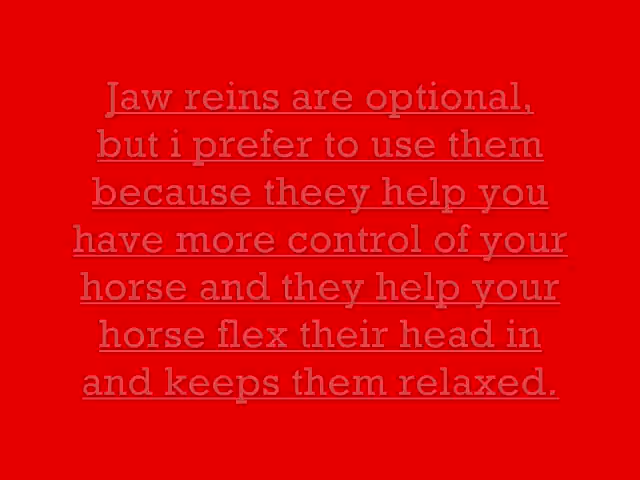 Jaw reins are optional,
but i prefer to use them
because theey help you
have more control of your
horse and they help your
horse flex their head in
and keeps them relaxed.